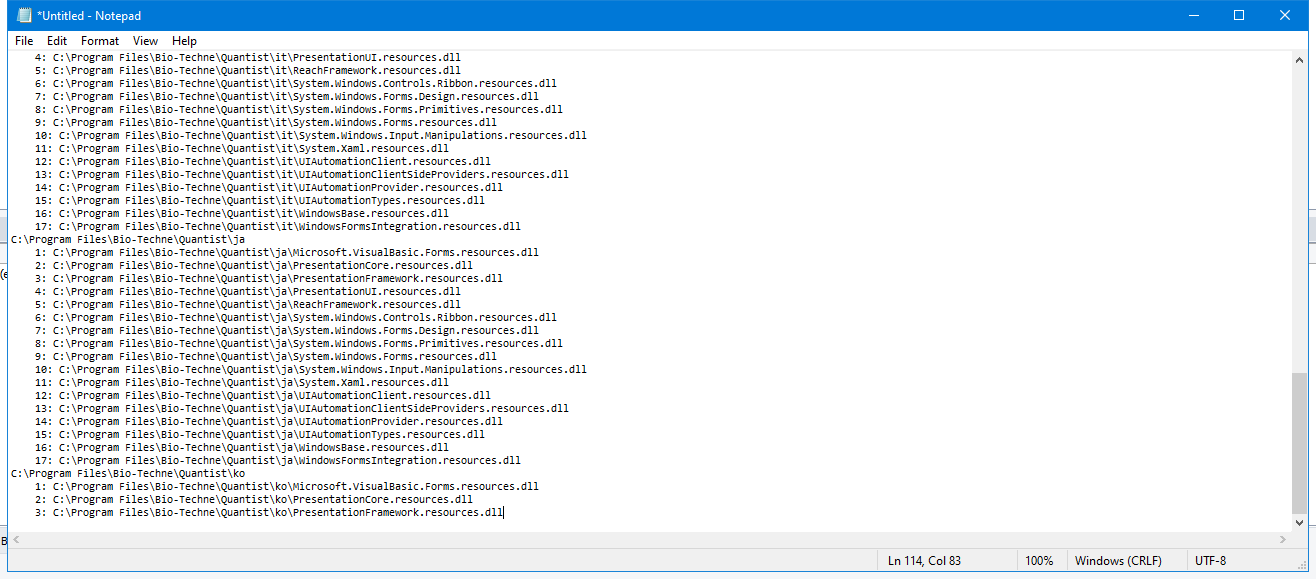 *Untitled - Notepad
File Edit Format View Help
4: C:\Program Files\Bio-Techne\Quantist\it\PresentationUI.resources.dll
5: C:\Program Files\Bio-Techne\Quantist\it\ReachFramework.resources.dll
6: C:\Program Files\Bio-Techne\Quantist\it\System.Windows.Controls.Ribbon.resources.dll
7: C:\Program Files\Bio-Techne\Quantist\it\System.Windows.Forms.Design.resources.dll
8: C:\Program Files\Bio-Techne\Quantist\it\System.Windows.Forms.Primitives.resources.dll
9: C:\Program Files\Bio-Techne\Quantist\it\System.Windows.Forms.resources.dll
10: C:\Program Files\Bio-Techne\Quantist\it\System.Windows.Input.Manipulations.resources.dll
11: C:\Program Files\Bio-Techne\Quantist\it\System.Xaml.resources.dll
12: C:\Program Files\Bio-Techne\Quantist\it\UIAutomationClient.resources.dll
13: C:\Program Files\Bio-Techne\Quantist\it\UIAutomationClientSideProviders.resources.dll
14: C:\Program Files\Bio-Techne\Quantist\it\UIAutomationProvider.resources.dll
15: C:\Program Files\Bio-Techne\Quantist\it\UIAutomationTypes.resources.dll
16: C:\Program Files\Bio-Techne\Quantist\it\WindowsBase.resources.dll
17: C:\Program Files\Bio-Techne\Quantist\it\WindowsFormsIntegration.resources.dll
C:\Program Files\Bio-Techne\Quantist\ja
1: C:\Program Files\Bio-Techne\Quantist\ja\Microsoft.VisualBasic.Forms.resources.dll
2: C:\Program Files\Bio-Techne\Quantist\ja\PresentationCore.resources.dll
3: C:\Program Files\Bio-Techne\Quantist\ja\PresentationFramework.resources.dll
4: C:\Program Files\Bio-Techne\Quantist\ja\PresentationUI.resources.dll
5: C:\Program Files\Bio-Techne\Quantist\ja\ReachFramework.resources.dll
6: C:\Program Files\Bio-Techne\Quantist\ja\System.Windows.Controls.Ribbon.resources.dll
7: C:\Program Files\Bio-Techne\Quantist\ja\System.Windows.Forms.Design.resources.dll
8: C:\Program Files\Bio-Techne\Quantist\ja\System.Windows.Forms.Primitives.resources.dll
9: C:\Program Files\Bio-Techne\Quantist\ja\System.Windows.Forms.resources.dll
10: C:\Program Files\Bio-Techne\Quantist\ja\System.Windows.Input.Manipulations.resources.dll
11: C:\Program Files\Bio-Techne\Quantist\ja\System.Xaml.resources.dll
12: C:\Program Files\Bio-Techne\Quantist\ja\UIAutomationClient.resources.dll
13: C:\Program Files\Bio-Techne\Quantist\ja\UIAutomationClientSideProviders.resources.dll
14: C:\Program Files\Bio-Techne\Quantist\ja\UIAutomationProvider.resources.dll
15: C:\Program Files\Bio-Techne\Quantist\ja\UIAutomationTypes.resources.dll
16: C:\Program Files\Bio-Techne\Quantist\ja\WindowsBase.resources.dll
17: C:\Program Files\Bio-Techne\Quantist\ja\WindowsFormsIntegration.resources.dll
C:\Program Files\Bio-Techne\Quantist\ko
1: C:\Program Files\Bio-Techne\Quantist\ko\Microsoft.VisualBasic.Forms.resources.dll
2: C:\Program Files\Bio-Techne\Quantist\ko\PresentationCore.resources.dll
3: C:\Program Files\Bio-Techne\Quantist\ko\PresentationFramework.resources.dll
Ln 114, Col 83 100% Windows (CRLF) UTF-8